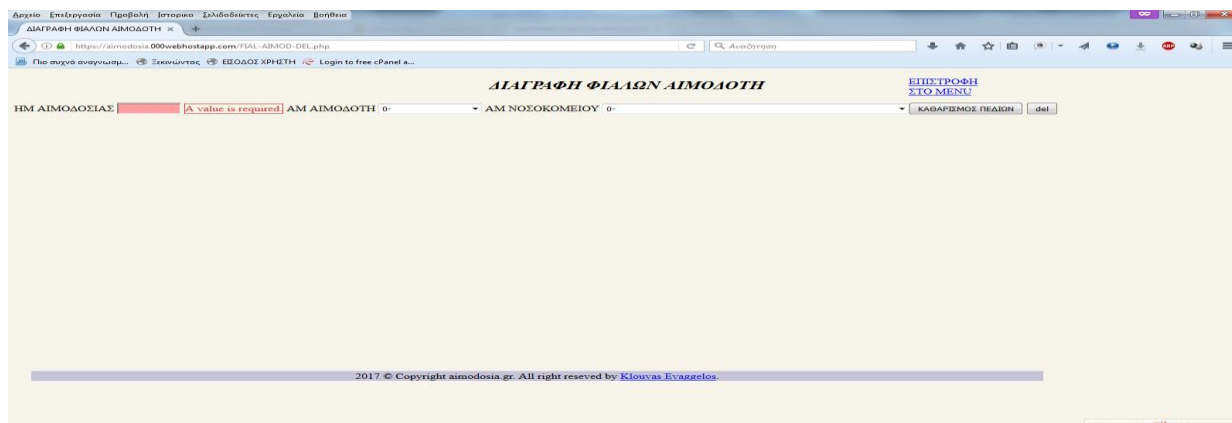 Αρχείο Επεξεργασία Προβολή Ιστορικό Σελιδοδείκτες Εργαλεία Βοήθεια
ΔΙΑΓΡΑΦΗ ΦΙΑΛΩΝ ΑΙΜΟΔΟΤΗ × +
https://aimodosia.000webhostapp.com/FIAL-AIMOD-DEL.php Αναζήτηση
Πιο συχνά αναγνωσμ... Ξεκινώντας ΕΙΣΟΔΟΣ ΧΡΗΣΤΗ Login to free cPanel a...
ΔΙΑΓΡΑΦΗ ΦΙΑΛΩΝ ΑΙΜΟΔΟΤΗ
ΕΠΙΣΤΡΟΦΗ
ΣΤΟ MENU
ΗΜ ΑΙΜΟΔΟΣΙΑΣ A value is required. ΑΜ ΑΙΜΟΔΟΤΗ 0- ΑΜ ΝΟΣΟΚΟΜΕΙΟΥ 0- ΚΑΘΑΡΙΣΜΟΣ ΠΕΔΙΩΝ del
2017 © Copyright aimodosia.gr. All right reseved by Klouvas Evaggelos.